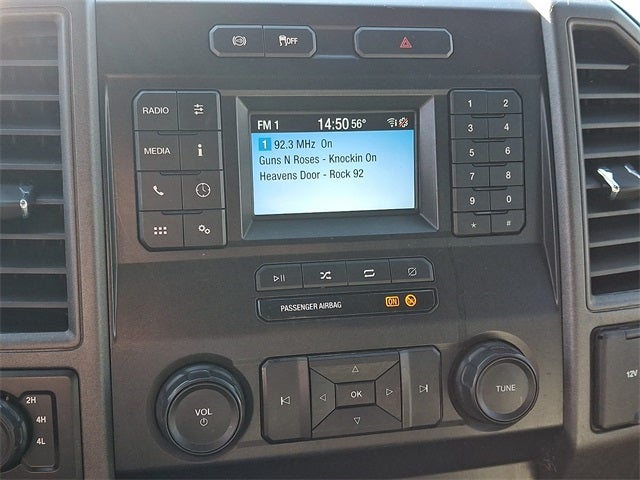 OFF
RADIO
MEDIA
i
FM 1 14:50 56°
1 92.3 MHz On
Guns N Roses - Knockin On
Heavens Door - Rock 92
1 2
3 4
5 6
7 8
9 0
* #
PASSENGER AIRBAG ON
2H
4H
4L
VOL
OK
TUNE
12V